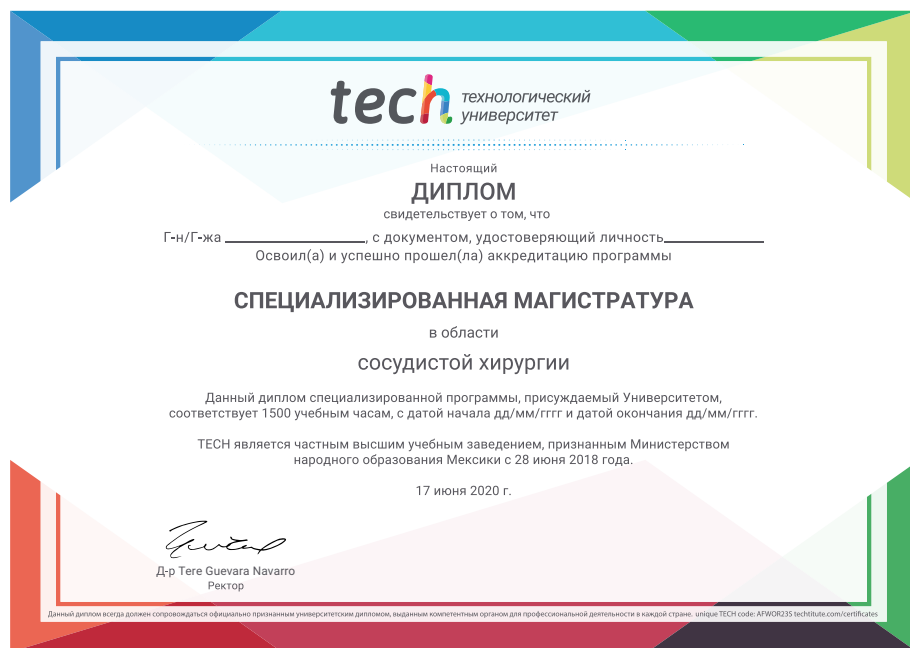 tech технологический
университет
Настоящий
ДИПЛОМ
свидетельствует о том, что
Г-н/Г-жа ____________, с документом, удостоверяющий личность____________
Освоил(а) и успешно прошел(ла) аккредитацию программы
СПЕЦИАЛИЗИРОВАННАЯ МАГИСТРАТУРА
в области
сосудистой хирургии
Данный диплом специализированной программы, присуждаемый Университетом,
соответствует 1500 учебным часам, с датой начала дд/мм/гггг и датой окончания дд/мм/гггг.
TECH является частным высшим учебным заведением, признанным Министерством
народного образования Мексики с 28 июня 2018 года.
17 июня 2020 г.
Д-р Tere Guevara Navarro
Ректор
Данный диплом всегда должен сопровождаться официально признанным университетским дипломом, выданным компетентным органом для профессиональной деятельности в каждой стране. unique TECH code: AFWOR23S techtitute.com/certificates